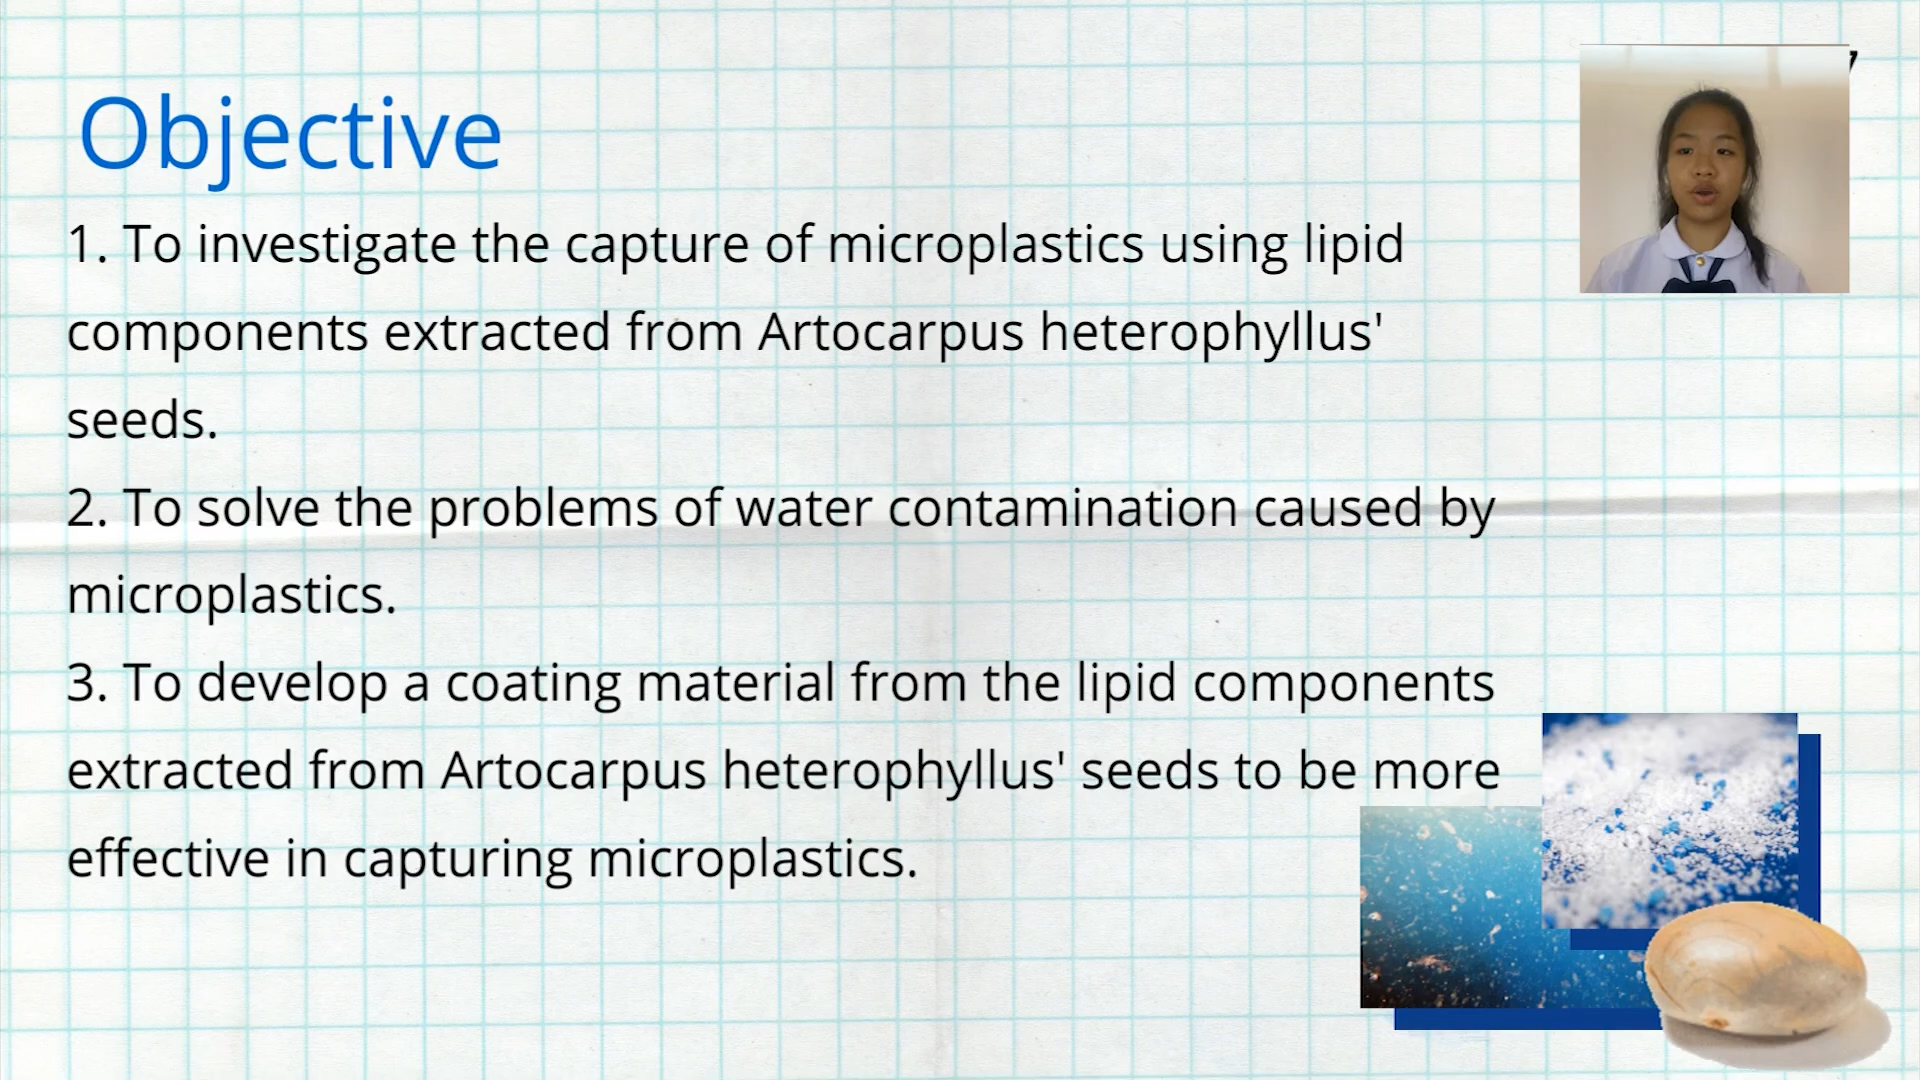 Objective
1. To investigate the capture of microplastics using lipid
components extracted from Artocarpus heterophyllus'
seeds.
2. To solve the problems of water contamination caused by
microplastics.
3. To develop a coating material from the lipid components
extracted from Artocarpus heterophyllus' seeds to be more
effective in capturing microplastics.